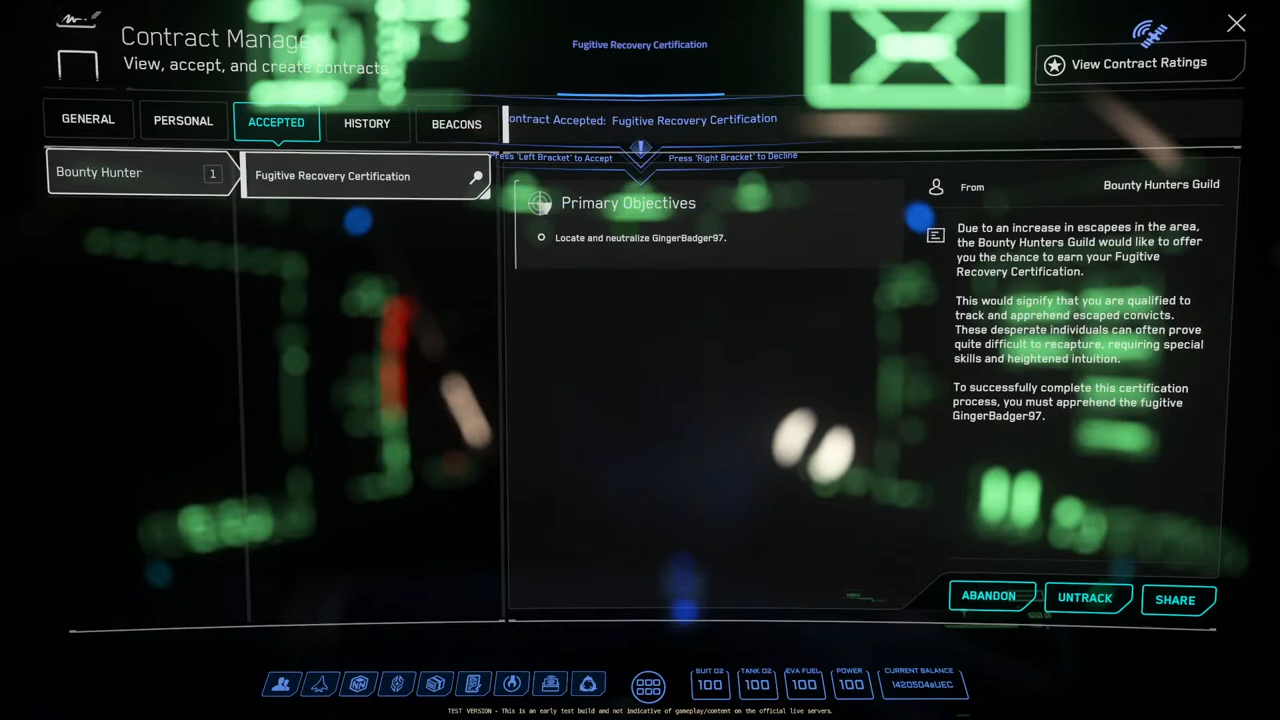 Contract Manager
View, accept, and create contracts
Fugitive Recovery Certification
View Contract Ratings
GENERAL
PERSONAL
ACCEPTED
HISTORY
BEACONS
ontract Accepted: Fugitive Recovery Certification
Press 'Left Bracket' to Accept
Press 'Right Bracket' to Decline
Bounty Hunter
1
Fugitive Recovery Certification
Primary Objectives
Locate and neutralize GingerBadger97.
From
Bounty Hunters Guild
Due to an increase in escapees in the area,
the Bounty Hunters Guild would like to offer
you the chance to earn your Fugitive
Recovery Certification.
This would signify that you are qualified to
track and apprehend escaped convicts.
These desperate individuals can often prove
quite difficult to recapture, requiring special
skills and heightened intuition.
To successfully complete this certification
process, you must apprehend the fugitive
GingerBadger97.
ABANDON
UNTRACK
SHARE
SUIT O2
100
TANK O2
100
EVA FUEL
100
POWER
100
CURRENT BALANCE
1420504aUEC
TEST VERSION - This is an early test build and not indicative of gameplay/content on the official live servers.